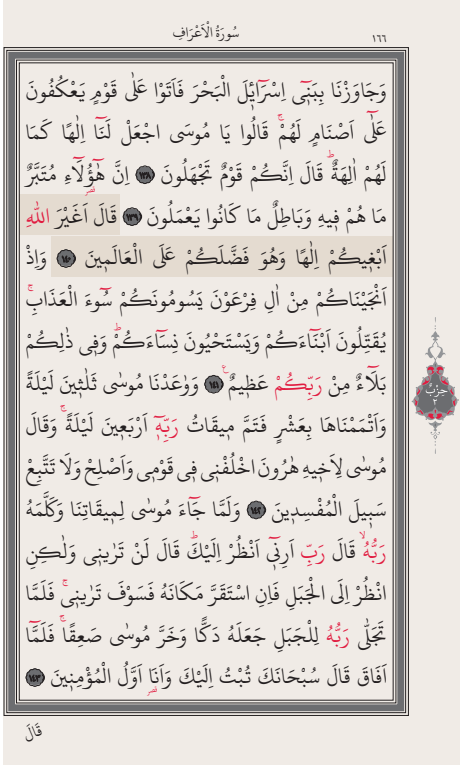 سُورَةُ الْاَعْرَافِ
١٦٦
وَجَاوَزْنَا بِبَنٖٓى اِسْرَٓائٖلَ الْبَحْرَ فَاَتَوْا عَلٰى قَوْمٍ يَعْكُفُونَ
عَلٰٓى اَصْنَامٍ لَهُمْۚ قَالُوا يَا مُوسَى اجْعَلْ لَنَٓا اِلٰهًا كَمَا
لَهُمْ اٰلِهَةٌؕ قَالَ اِنَّكُمْ قَوْمٌ تَجْهَلُونَ ١٣٨ اِنَّ هٰٓؤُ۬لَٓاءِ مُتَبَّرٌ
مَا هُمْ فٖيهِ وَبَاطِلٌ مَا كَانُوا يَعْمَلُونَ ١٣٩ قَالَ اَغَيْرَ اللّٰهِ
اَبْغٖيكُمْ اِلٰهًا وَهُوَ فَضَّلَكُمْ عَلَى الْعَالَمٖينَ ١٤٠ وَاِذْ
اَنْجَيْنَاكُمْ مِنْ اٰلِ فِرْعَوْنَ يَسُومُونَكُمْ سُٓوءَ الْعَذَابِۚ
يُقَتِّلُونَ اَبْنَٓاءَكُمْ وَيَسْتَحْيُونَ نِسَٓاءَكُمْؕ وَفٖى ذٰلِكُمْ
بَلَٓاءٌ مِنْ رَبِّكُمْ عَظٖيمٌࣖ ١٤١ وَوٰعَدْنَا مُوسٰى ثَلٰثٖينَ لَيْلَةً
وَاَتْمَمْنَاهَا بِعَشْرٍ فَتَمَّ مٖيقَاتُ رَبِّهٖٓ اَرْبَعٖينَ لَيْلَةًۚ وَقَالَ
مُوسٰى لِاَخٖيهِ هٰرُونَ اخْلُفْنٖى فٖى قَوْمٖى وَاَصْلِحْ وَلَا تَتَّبِعْ
سَبٖيلَ الْمُفْسِدٖينَ ١٤٢ وَلَمَّا جَٓاءَ مُوسٰى لِمٖيقَاتِنَا وَكَلَّمَهُ
رَبُّهُۙ قَالَ رَبِّ اَرِنٖٓى اَنْظُرْ اِلَيْكَؕ قَالَ لَنْ تَرٰينٖى وَلٰكِنِ
انْظُرْ اِلَى الْجَبَلِ فَاِنِ اسْتَقَرَّ مَكَانَهُ فَسَوْفَ تَرٰينٖىۚ فَلَمَّا
تَجَلّٰى رَبُّهُ لِلْجَبَلِ جَعَلَهُ دَكًّا وَخَرَّ مُوسٰى صَعِقًاۚ فَلَمَّٓا
اَفَاقَ قَالَ سُبْحَانَكَ تُبْتُ اِلَيْكَ وَاَنَا۬ اَوَّلُ الْمُؤْمِنٖينَ ١٤٣
حِزْب
٢
قَالَ